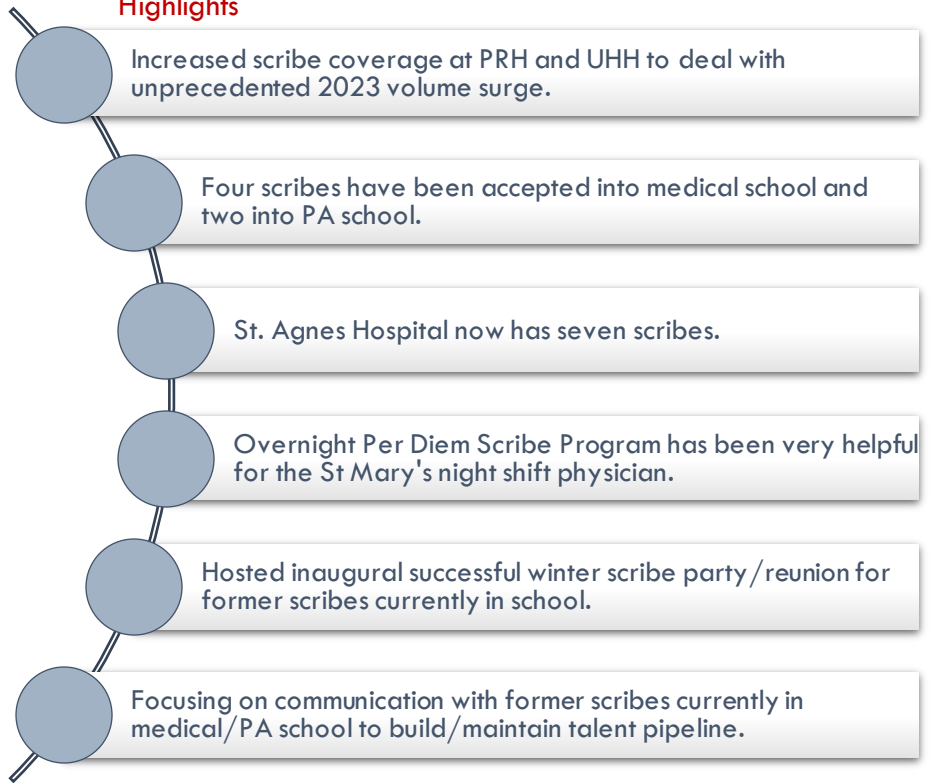 Highlights
Increased scribe coverage at PRH and UHH to deal with
unprecedented 2023 volume surge.
Four scribes have been accepted into medical school and
two into PA school.
St. Agnes Hospital now has seven scribes.
Overnight Per Diem Scribe Program has been very helpful
for the St Mary's night shift physician.
Hosted inaugural successful winter scribe party/reunion for
former scribes currently in school.
Focusing on communication with former scribes currently in
medical/PA school to build/maintain talent pipeline.